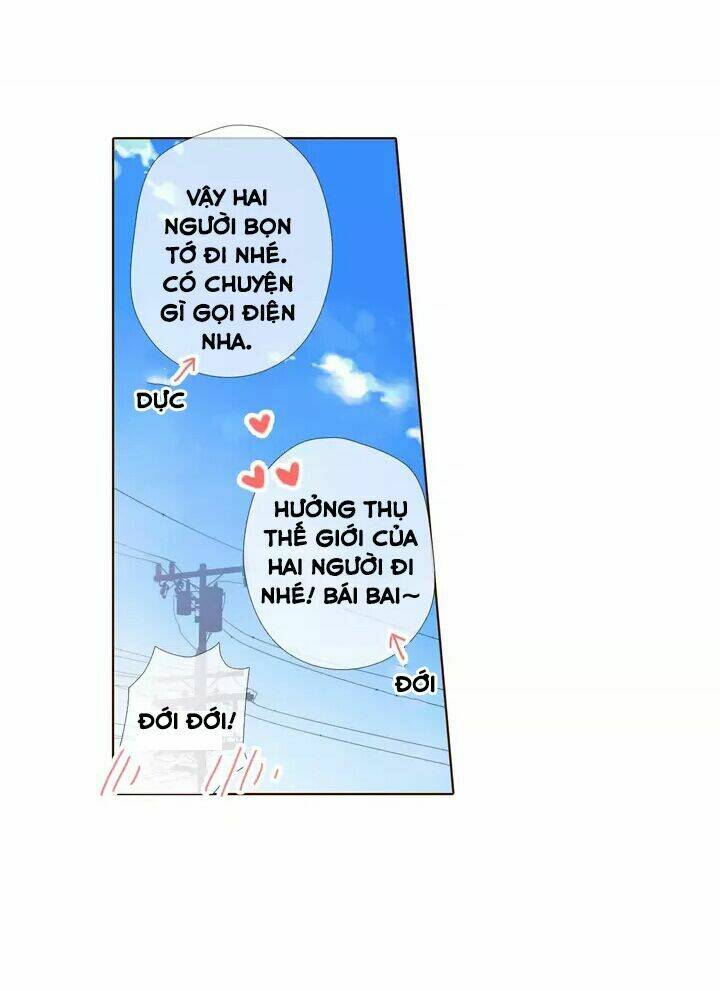 VẬY HAI
NGƯỜI BỌN
TỚ ĐI NHÉ.
CÓ CHUYỆN
GÌ GỌI ĐIỆN
NHA.
DỰC
HƯỞNG THỤ
THẾ GIỚI CỦA
HAI NGƯỜI ĐI
NHÉ! BÁI BAI~
ĐỚI
ĐỚI ĐỚI!